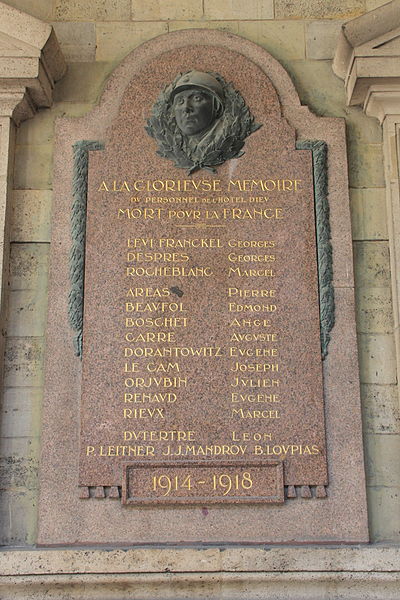 A LA GLORIEVSE MEMOIRE
DV PERSONNEL DE L'HOTEL DIEV
MORT POVR LA FRANCE
LEVI FRANCKEL GEORGES
DESPRES GEORGES
ROCHEBLANC MARCEL
AREAS PIERRE
BEAVFOL EDMOND
BOSCHET ANGE
CARRE AVGVSTE
DORANTOWITZ EVGENE
LE CAM JOSEPH
ORJVBIN JVLIEN
RENAVD EVGENE
RIEVX MARCEL
DVTERTRE LEON
P. LEITNER J.J. MANDROV B. LOVPIAS
1914-1918